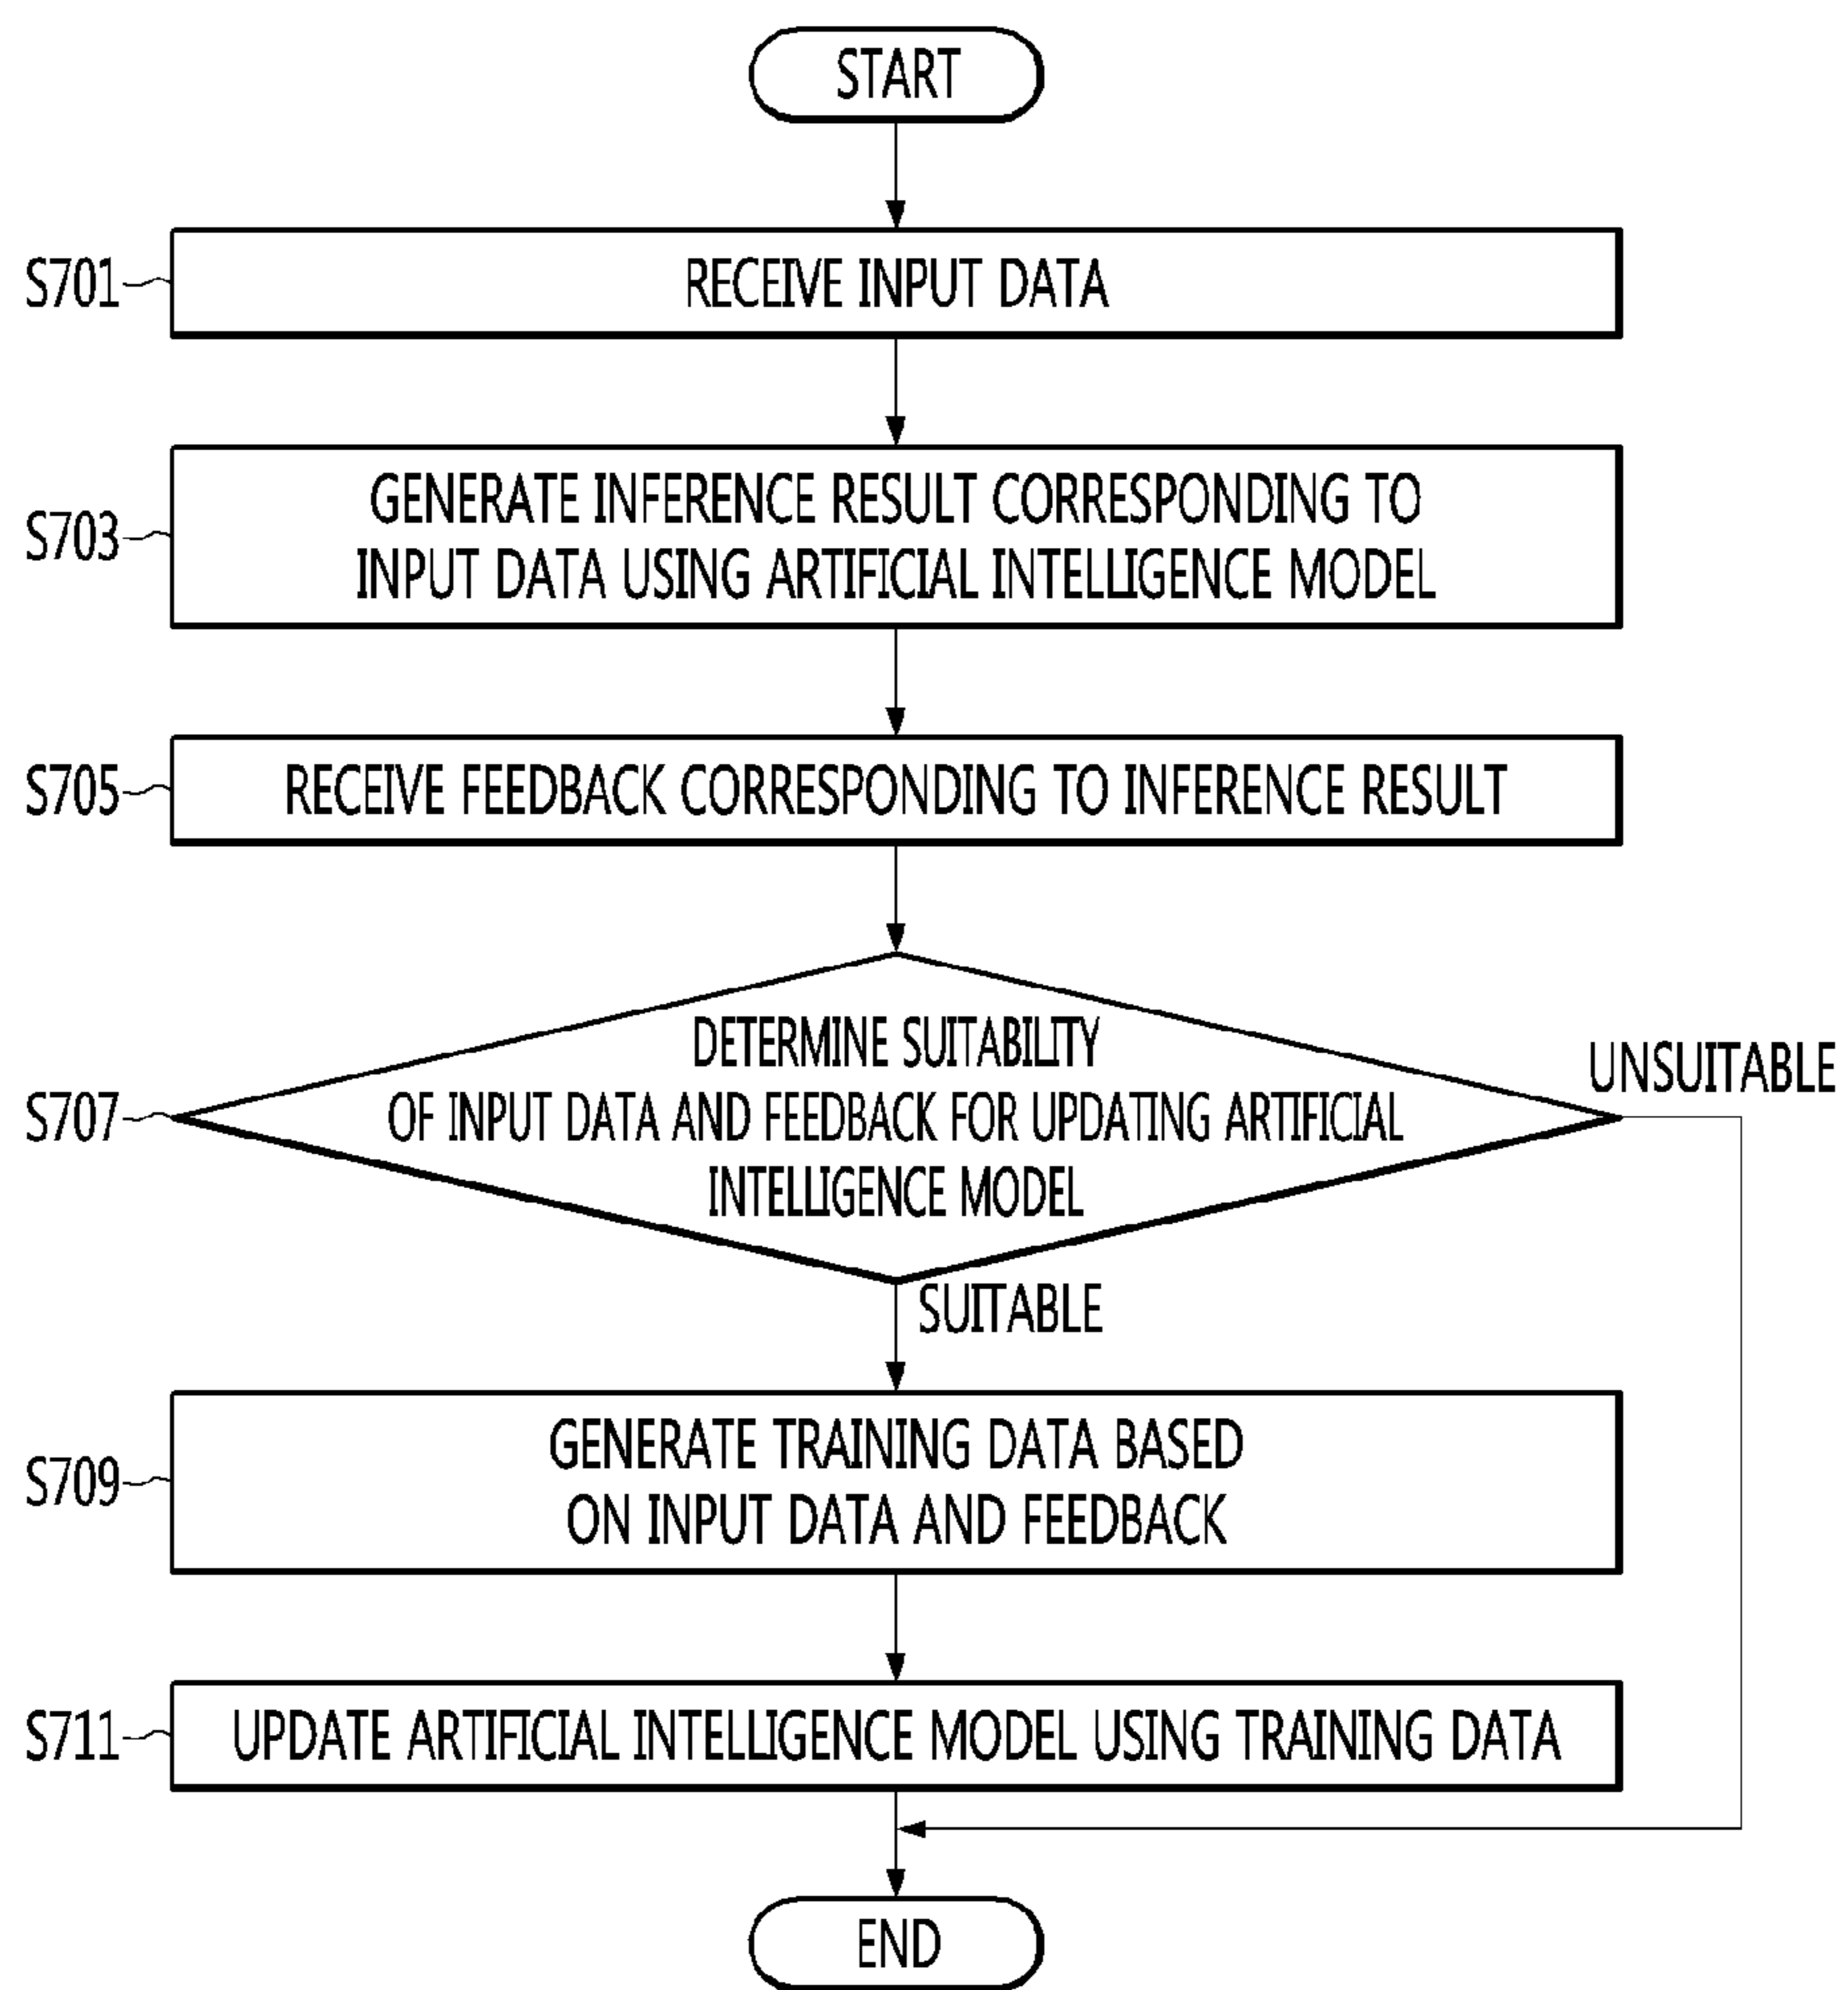 START
S701
RECEIVE INPUT DATA
S703
GENERATE INFERENCE RESULT CORRESPONDING TO
INPUT DATA USING ARTIFICIAL INTELLIGENCE MODEL
S705
RECEIVE FEEDBACK CORRESPONDING TO INFERENCE RESULT
S707
DETERMINE SUITABILITY
OF INPUT DATA AND FEEDBACK FOR UPDATING ARTIFICIAL
INTELLIGENCE MODEL
UNSUITABLE
SUITABLE
S709
GENERATE TRAINING DATA BASED
ON INPUT DATA AND FEEDBACK
S711
UPDATE ARTIFICIAL INTELLIGENCE MODEL USING TRAINING DATA
END